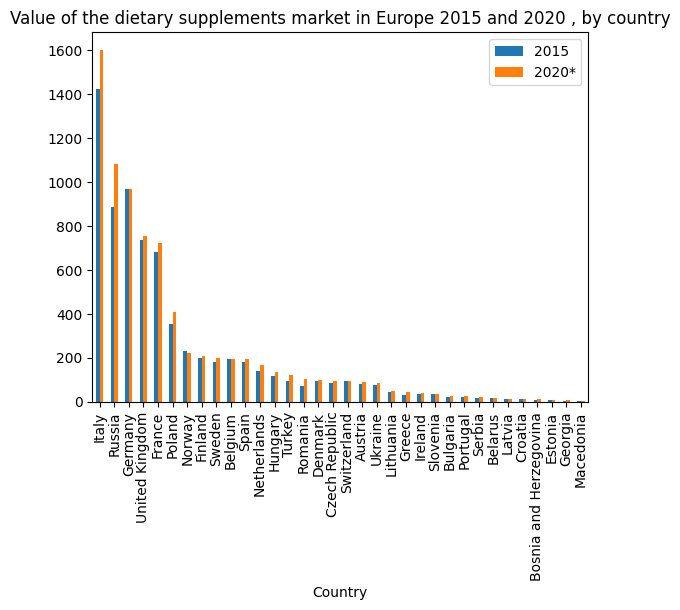 Value of the dietary supplements market in Europe 2015 and 2020 , by country
2015
2020*
1600
1400
1200
1000
800
600
400
200
0
Italy
Russia
Germany
United Kingdom
France
Poland
Norway
Finland
Sweden
Belgium
Spain
Netherlands
Hungary
Turkey
Romania
Denmark
Czech Republic
Switzerland
Austria
Ukraine
Lithuania
Greece
Ireland
Slovenia
Bulgaria
Portugal
Serbia
Belarus
Latvia
Croatia
Bosnia and Herzegovina
Estonia
Georgia
Macedonia
Country